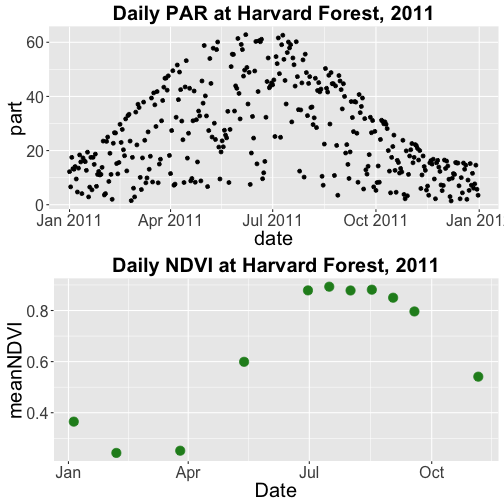 Daily PAR at Harvard Forest, 2011
60
40
20
0
part
Jan 2011 Apr 2011 Jul 2011 Oct 2011 Jan 201
date
Daily NDVI at Harvard Forest, 2011
0.8
0.6
0.4
meanNDVI
Jan Apr Jul Oct
Date